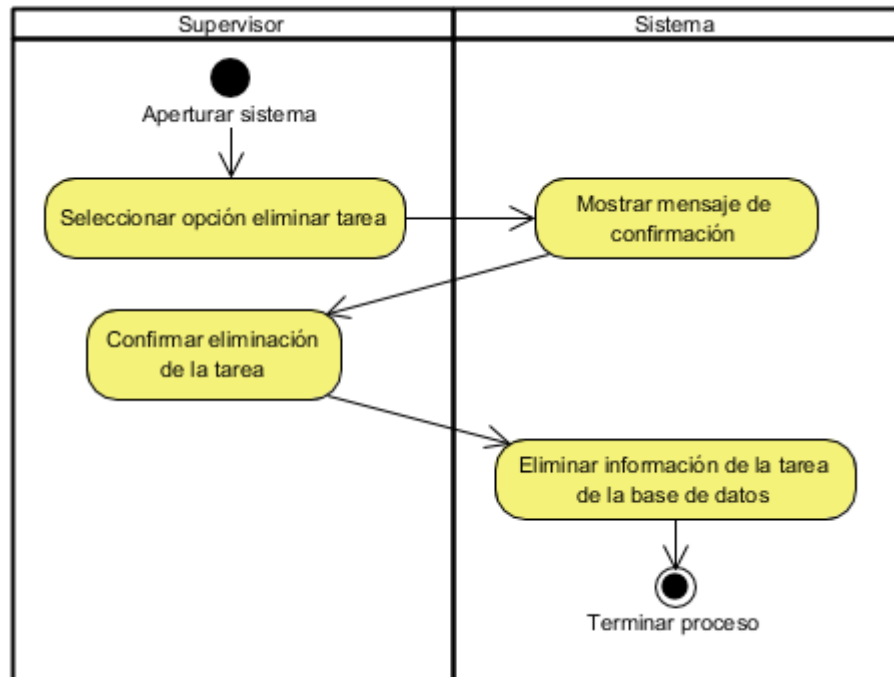 Supervisor
Sistema
Aperturar sistema
Seleccionar opción eliminar tarea
Mostrar mensaje de
confirmación
Confirmar eliminación
de la tarea
Eliminar información de la tarea
de la base de datos
Terminar proceso